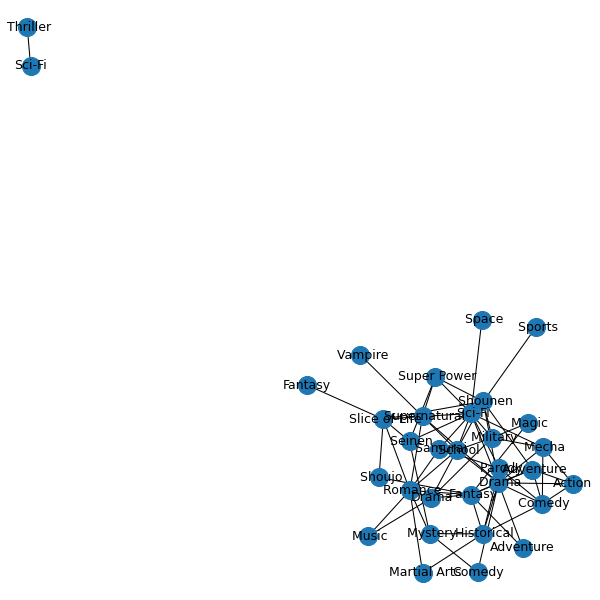 Thriller
Sci-Fi
Space
Sports
Vampire
Super Power
Fantasy
Shounen
Sci-Fi
Supernatural
Slice of Life
Magic
Military
Seinen
Samurai
School
Mecha
Parody
Adventure
Shoujo
Drama
Action
Romance
Fantasy
Drama
Comedy
Mystery
Historical
Music
Adventure
Martial Arts
Comedy